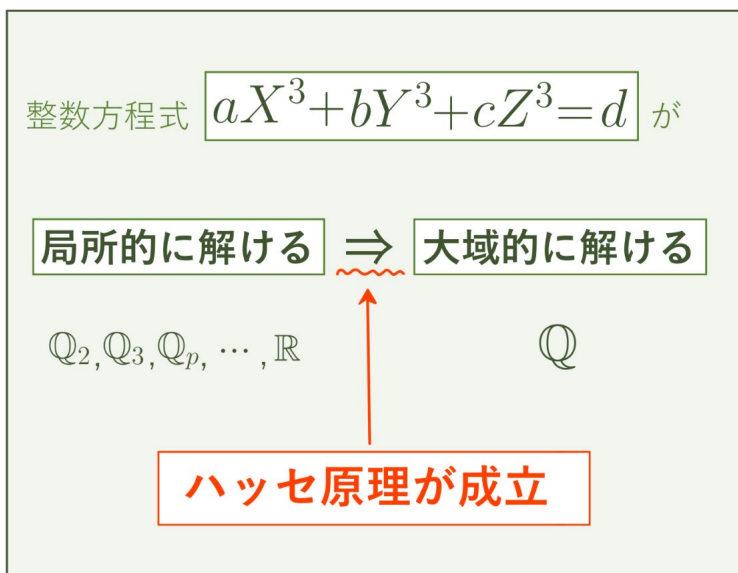 整数方程式 aX³+bY³+cZ³=d が
局所的に解ける ⇒ 大域的に解ける
ℚ₂,ℚ₃,ℚₚ, ⋯ ,ℝ ℚ
ハッセ原理が成立